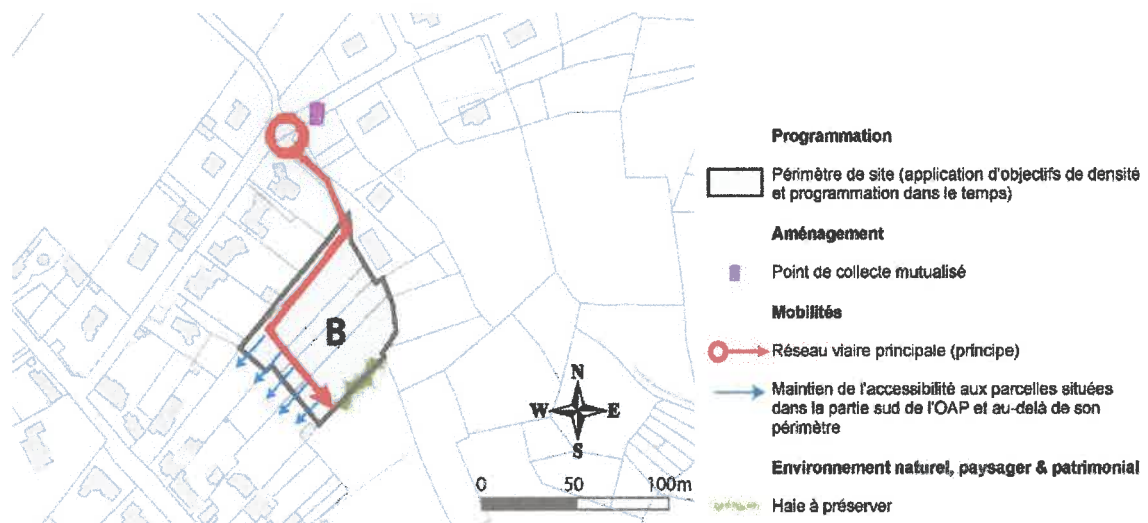 B
N
W E
S
0 50 100m
Programmation
Périmètre de site (application d'objectifs de densité
et programmation dans le temps)
Aménagement
Point de collecte mutualisé
Mobilités
Réseau viaire principale (principe)
Maintien de l'accessibilité aux parcelles situées
dans la partie sud de l'OAP et au-delà de son
périmètre
Environnement naturel, paysager & patrimonial
Haie à préserver